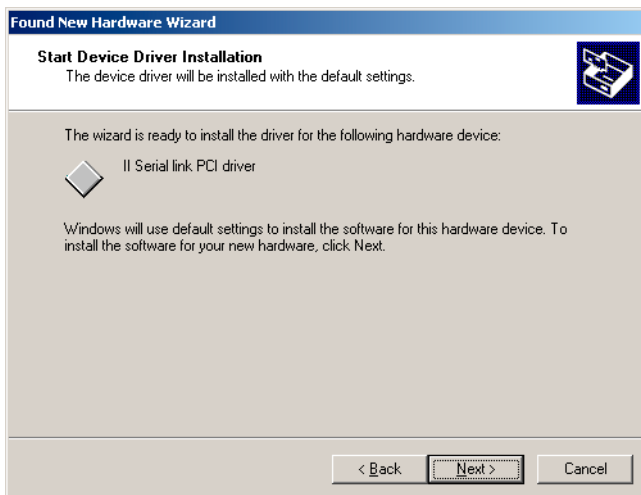 Found New Hardware Wizard
Start Device Driver Installation
The device driver will be installed with the default settings.
The wizard is ready to install the driver for the following hardware device:
II Serial link PCI driver
Windows will use default settings to install the software for this hardware device. To
install the software for your new hardware, click Next.
< Back Next > Cancel